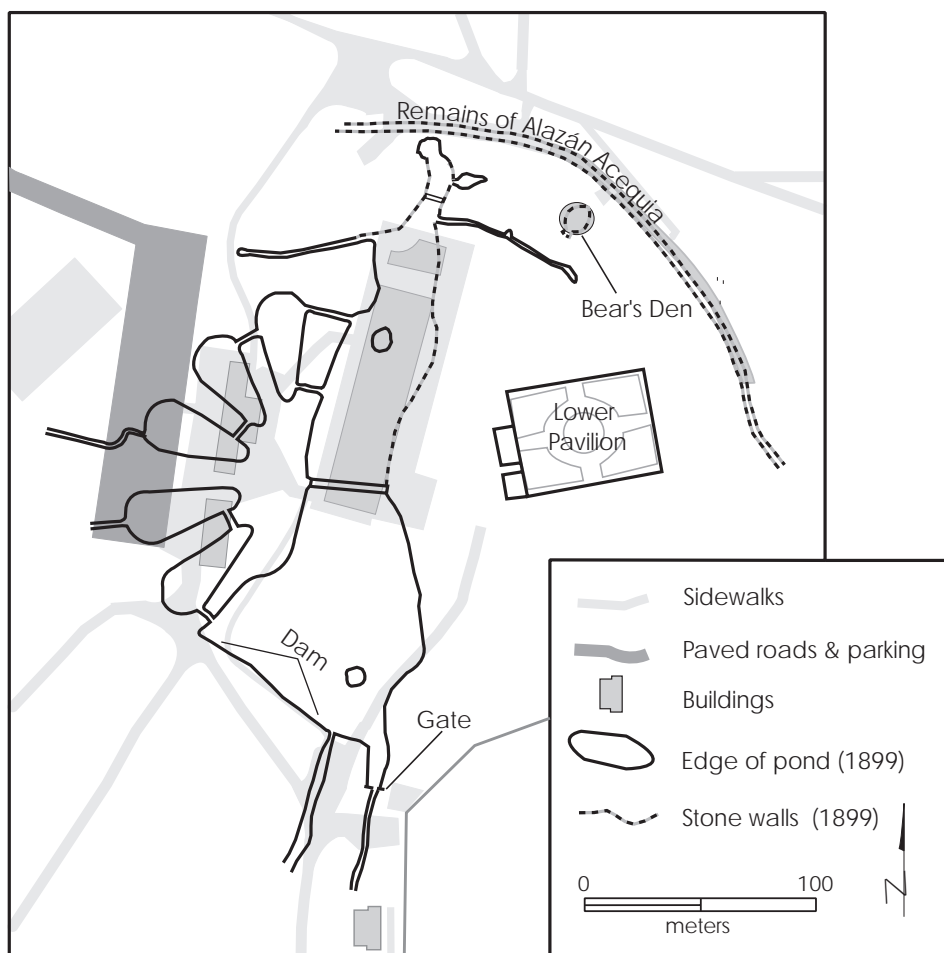 Remains of Alazán Acequia
Bear's Den
Lower
Pavilion
Dam
Gate
Sidewalks
Paved roads & parking
Buildings
Edge of pond (1899)
Stone walls (1899)
0 100
meters
N